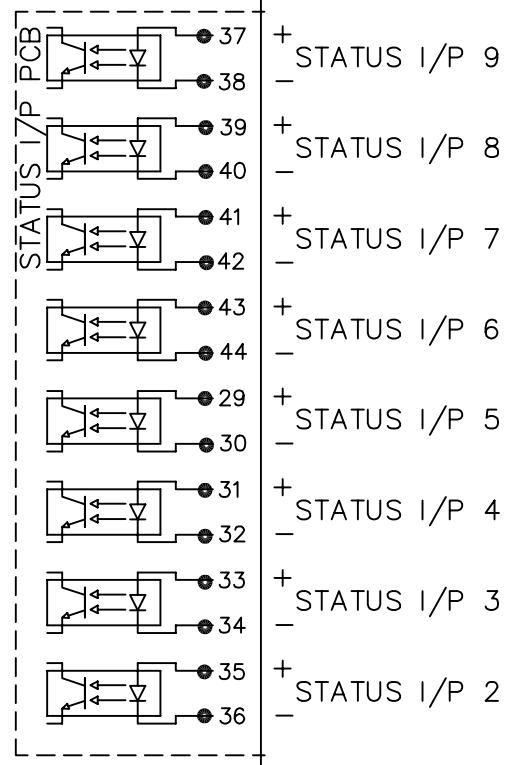 STATUS I/P PCB
37 + STATUS I/P 9
38 −
39 + STATUS I/P 8
40 −
41 + STATUS I/P 7
42 −
43 + STATUS I/P 6
44 −
29 + STATUS I/P 5
30 −
31 + STATUS I/P 4
32 −
33 + STATUS I/P 3
34 −
35 + STATUS I/P 2
36 −